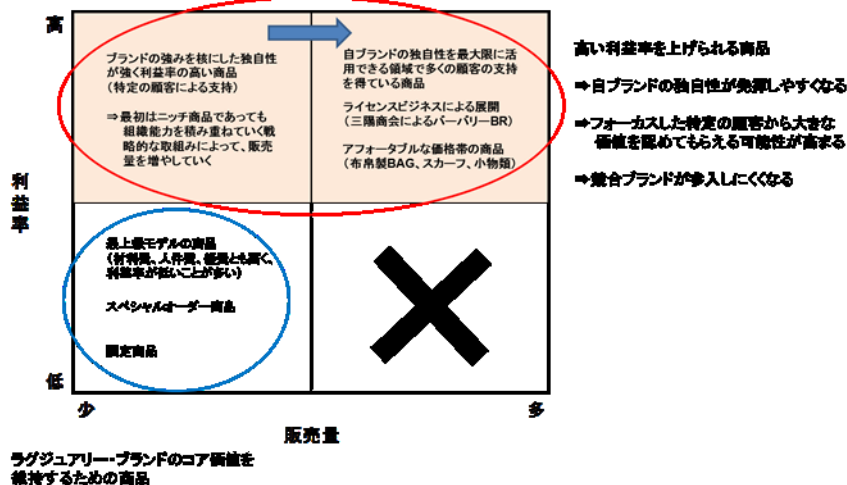 高
ブランドの強みを核にした独自性
が強く利益率の高い商品
（特定の顧客による支持）
⇒最初はニッチ商品であっても
組織能力を積み重ねていく戦
略的な取組みによって、販売
量を増やしていく
自ブランドの独自性を最大限に活
用できる領域で多くの顧客の支持
を得ている商品
ライセンスビジネスによる展開
（三陽商会によるバーバリーBR）
アフォータブルな価格帯の商品
（布帛製BAG、スカーフ、小物類）
高い利益率を上げられる商品
⇒自ブランドの独自性が発揮しやすくなる
⇒フォーカスした特定の顧客から大きな
価値を認めてもらえる可能性が高まる
⇒競合ブランドが参入しにくくなる
利益率
最上級モデルの商品
（材料費、人件費、経費とも高く、
利益率が低いことが多い）
スペシャルオーダー商品
限定商品
低
少
多
販売量
ラグジュアリー・ブランドのコア価値を
維持するための商品